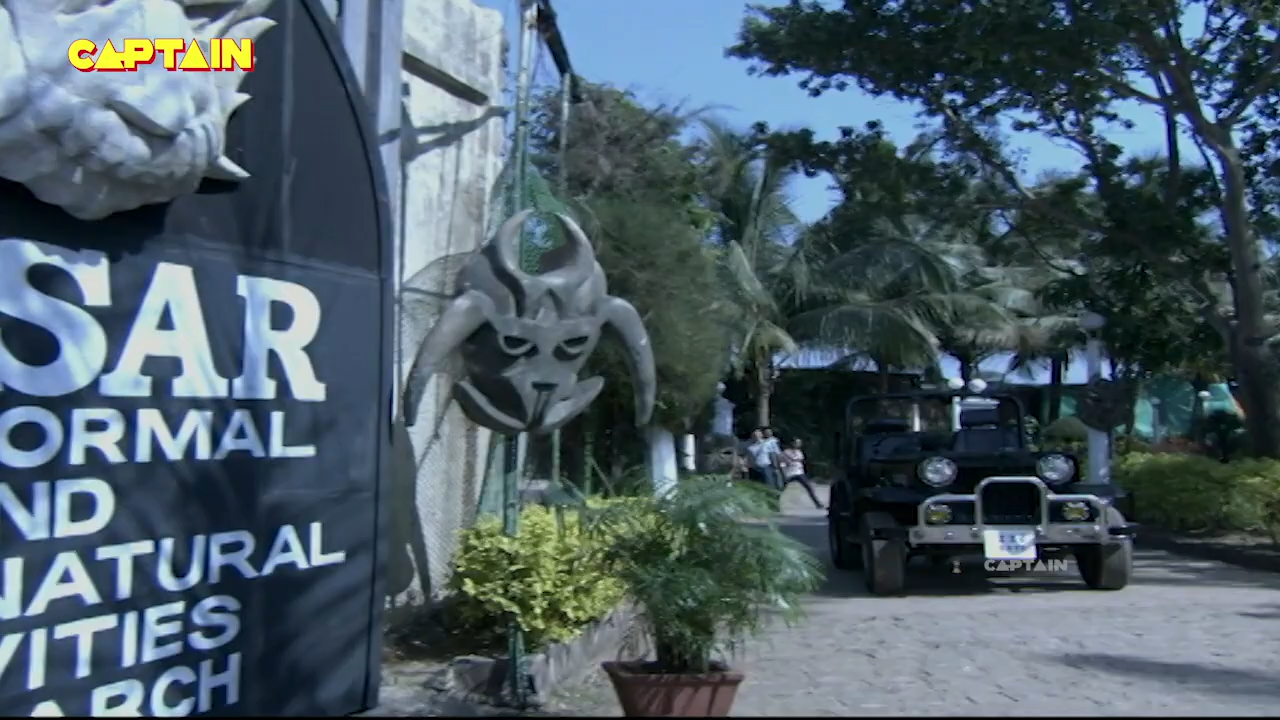 CAPTAIN
SAR
ORMAL
ND
NATURAL
VITIES
ARCH
CAPTAIN